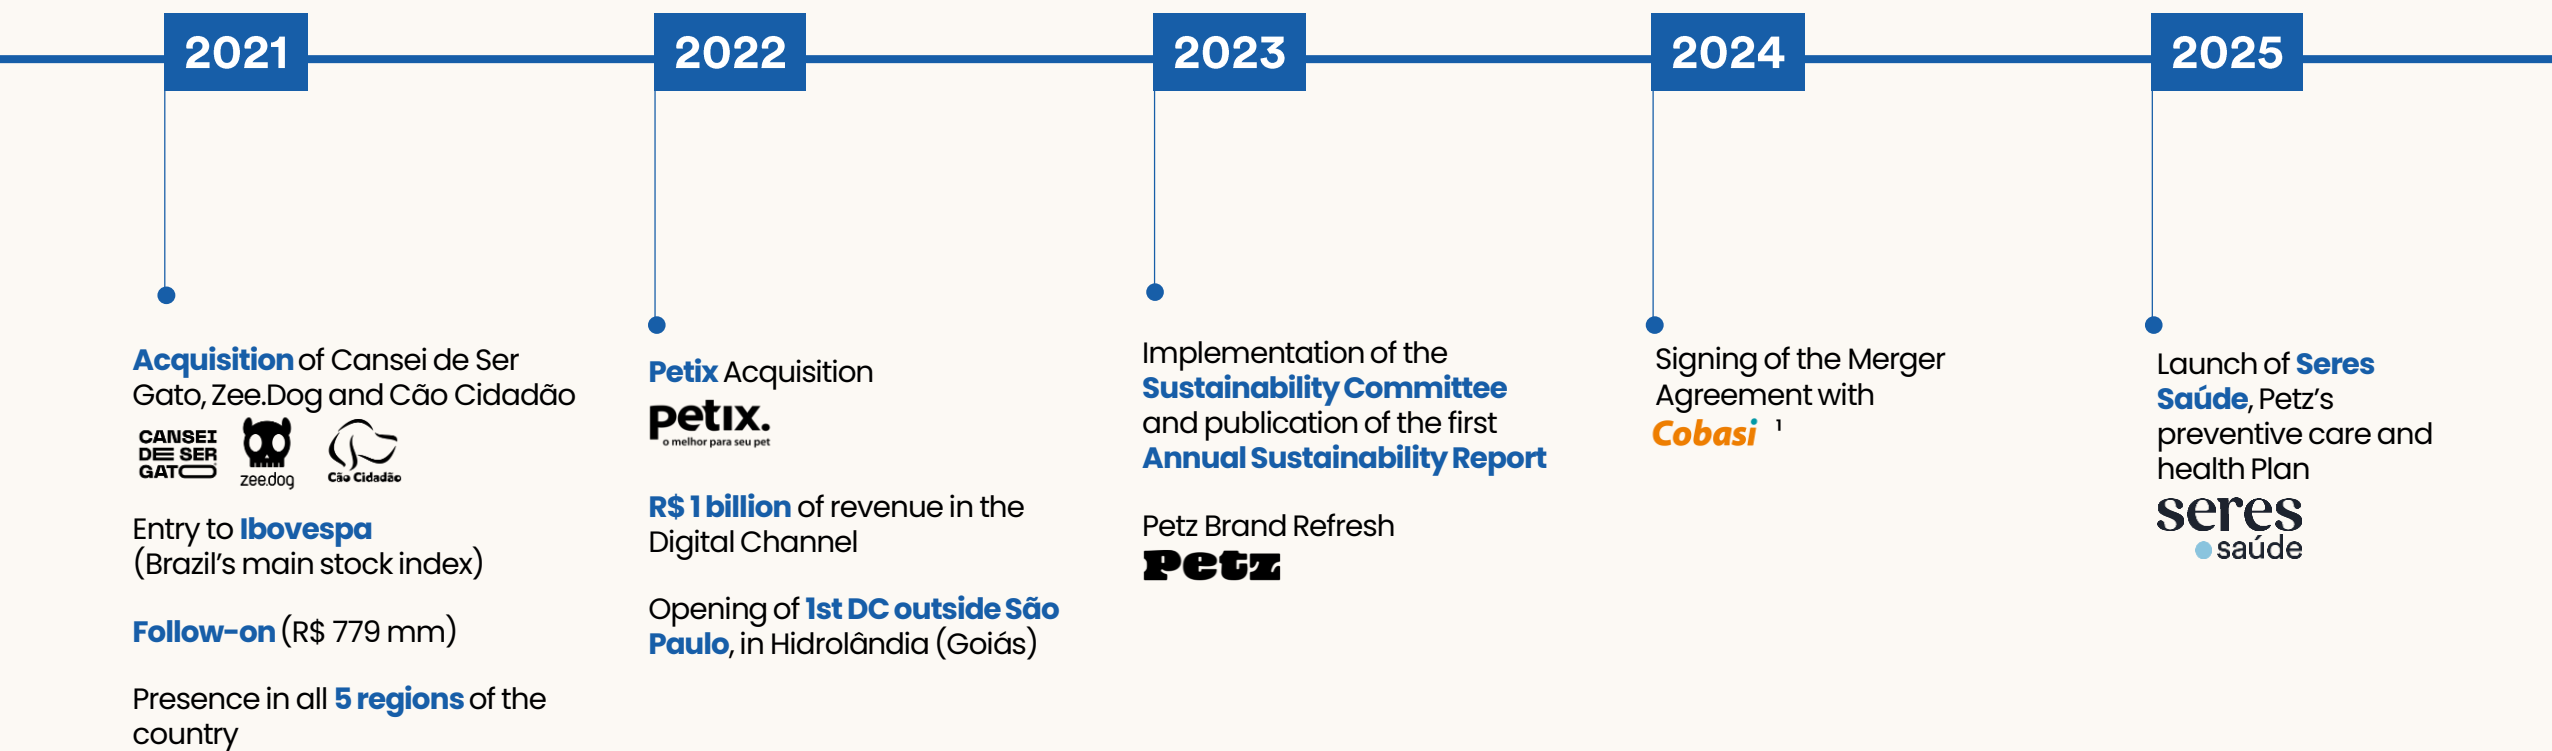 2021
2022
2023
2024
2025
Acquisition of Cansei de Ser
Gato, Zee.Dog and Cão Cidadão
CANSEI
DE SER
GATO
zee.dog
Cão Cidadão
Entry to Ibovespa
(Brazil's main stock index)
Follow-on (R$ 779 mm)
Presence in all 5 regions of the
country
Petix Acquisition
petix.
o melhor para seu pet
R$ 1 billion of revenue in the
Digital Channel
Opening of 1st DC outside São
Paulo, in Hidrolândia (Goiás)
Implementation of the
Sustainability Committee
and publication of the first
Annual Sustainability Report
Petz Brand Refresh
Petz
Signing of the Merger
Agreement with
Cobasi ¹
Launch of Seres
Saúde, Petz’s
preventive care and
health Plan
seres
saúde